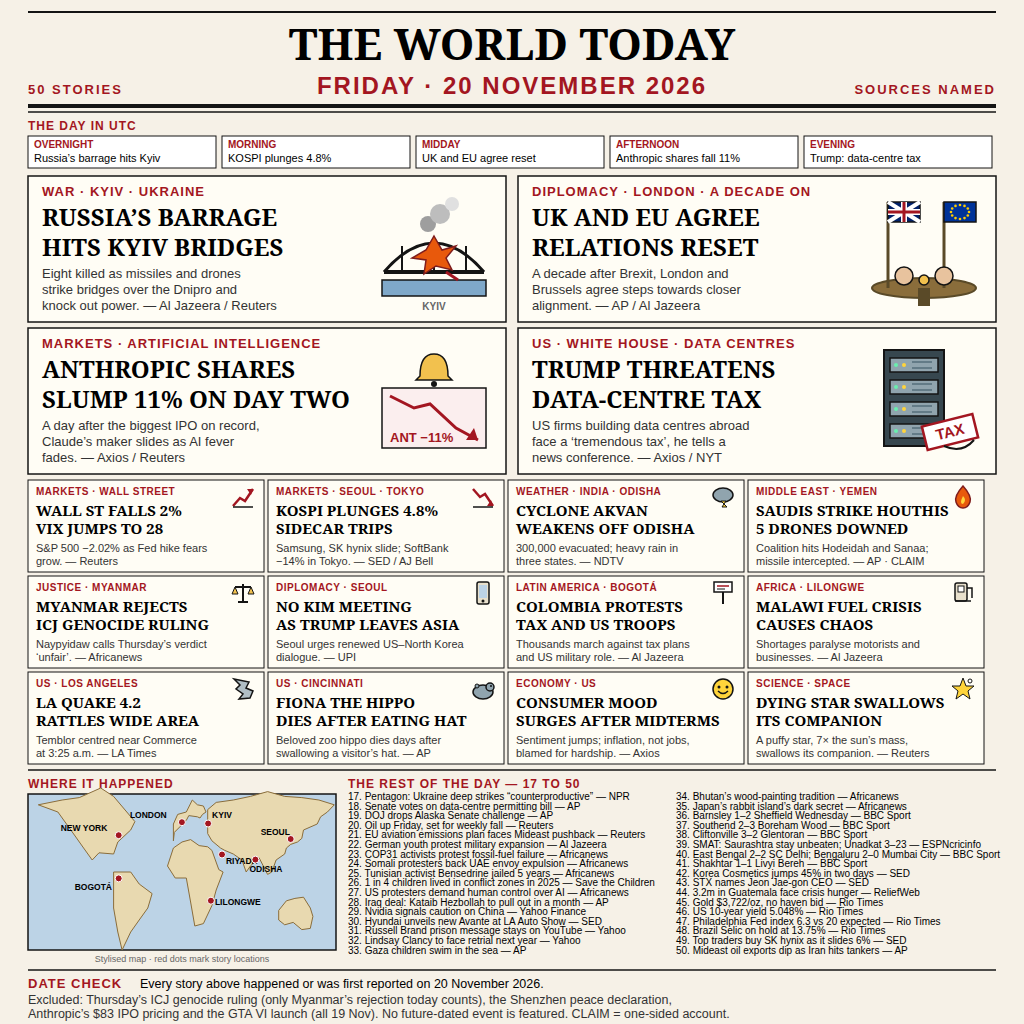 THE WORLD TODAY
50 STORIES
FRIDAY · 20 NOVEMBER 2026
SOURCES NAMED
THE DAY IN UTC
OVERNIGHT
Russia’s barrage hits Kyiv
MORNING
KOSPI plunges 4.8%
MIDDAY
UK and EU agree reset
AFTERNOON
Anthropic shares fall 11%
EVENING
Trump: data-centre tax
WAR · KYIV · UKRAINE
RUSSIA’S BARRAGE
HITS KYIV BRIDGES
Eight killed as missiles and drones
strike bridges over the Dnipro and
knock out power. — Al Jazeera / Reuters
KYIV
DIPLOMACY · LONDON · A DECADE ON
UK AND EU AGREE
RELATIONS RESET
A decade after Brexit, London and
Brussels agree steps towards closer
alignment. — AP / Al Jazeera
MARKETS · ARTIFICIAL INTELLIGENCE
ANTHROPIC SHARES
SLUMP 11% ON DAY TWO
A day after the biggest IPO on record,
Claude’s maker slides as AI fever
fades. — Axios / Reuters
ANT −11%
US · WHITE HOUSE · DATA CENTRES
TRUMP THREATENS
DATA-CENTRE TAX
US firms building data centres abroad
face a ‘tremendous tax’, he tells a
news conference. — Axios / NYT
TAX
MARKETS · WALL STREET
WALL ST FALLS 2%
VIX JUMPS TO 28
S&P 500 −2.02% as Fed hike fears
grow. — Reuters
MARKETS · SEOUL · TOKYO
KOSPI PLUNGES 4.8%
SIDECAR TRIPS
Samsung, SK hynix slide; SoftBank
−14% in Tokyo. — SED / AJ Bell
WEATHER · INDIA · ODISHA
CYCLONE AKVAN
WEAKENS OFF ODISHA
300,000 evacuated; heavy rain in
three states. — NDTV
MIDDLE EAST · YEMEN
SAUDIS STRIKE HOUTHIS
5 DRONES DOWNED
Coalition hits Hodeidah and Sanaa;
missile intercepted. — AP · CLAIM
JUSTICE · MYANMAR
MYANMAR REJECTS
ICJ GENOCIDE RULING
Naypyidaw calls Thursday’s verdict
‘unfair’. — Africanews
DIPLOMACY · SEOUL
NO KIM MEETING
AS TRUMP LEAVES ASIA
Seoul urges renewed US–North Korea
dialogue. — UPI
LATIN AMERICA · BOGOTÁ
COLOMBIA PROTESTS
TAX AND US TROOPS
Thousands march against tax plans
and US military role. — Al Jazeera
AFRICA · LILONGWE
MALAWI FUEL CRISIS
CAUSES CHAOS
Shortages paralyse motorists and
businesses. — Al Jazeera
US · LOS ANGELES
LA QUAKE 4.2
RATTLES WIDE AREA
Temblor centred near Commerce
at 3:25 a.m. — LA Times
US · CINCINNATI
FIONA THE HIPPO
DIES AFTER EATING HAT
Beloved zoo hippo dies days after
swallowing a visitor’s hat. — AP
ECONOMY · US
CONSUMER MOOD
SURGES AFTER MIDTERMS
Sentiment jumps; inflation, not jobs,
blamed for hardship. — Axios
SCIENCE · SPACE
DYING STAR SWALLOWS
ITS COMPANION
A puffy star, 7× the sun’s mass,
swallows its companion. — Reuters
WHERE IT HAPPENED
LONDON
KYIV
NEW YORK
SEOUL
ODISHA
BOGOTÁ
LILONGWE
Stylised map · red dots mark story locations
THE REST OF THE DAY — 17 TO 50
17. Pentagon: Ukraine deep strikes “counterproductive” — NPR
18. Senate votes on data-centre permitting bill — AP
19. DOJ drops Alaska Senate challenge — AP
20. Oil up Friday, set for weekly fall — Reuters
21. EU aviation emissions plan faces Mideast pushback — Reuters
22. German youth protest military expansion — Al Jazeera
23. COP31 activists protest fossil-fuel failure — Africanews
24. Somali protesters back UAE envoy expulsion — Africanews
25. Tunisian activist Bensedrine jailed 5 years — Africanews
26. 1 in 4 children lived in conflict zones in 2025 — Save the Children
27. US protesters demand human control over AI — Africanews
28. Iraq deal: Kataib Hezbollah to pull out in a month — AP
29. Nvidia signals caution on China — Yahoo Finance
30. Hyundai unveils new Avante at LA Auto Show — SED
31. Russell Brand prison message stays on YouTube — Yahoo
32. Lindsay Clancy to face retrial next year — Yahoo
33. Gaza children swim in the sea — AP
34. Bhutan’s wood-painting tradition — Africanews
35. Japan’s rabbit island’s dark secret — Africanews
36. Barnsley 1–2 Sheffield Wednesday — BBC Sport
37. Southend 2–3 Boreham Wood — BBC Sport
38. Cliftonville 3–2 Glentoran — BBC Sport
39. SMAT: Saurashtra stay unbeaten; Unadkat 3–23 — ESPNcricinfo
40. East Bengal 2–2 SC Delhi; Bengaluru 2–0 Mumbai City — BBC Sport
41. Shakhtar 1–1 Livyi Bereh — BBC Sport
42. Korea Cosmetics jumps 45% in two days — SED
43. STX names Jeon Jae-gon CEO — SED
44. 3.2m in Guatemala face crisis hunger — ReliefWeb
45. Gold $3,722/oz, no haven bid — Rio Times
46. US 10-year yield 5.048% — Rio Times
47. Philadelphia Fed index 6.3 vs 20 expected — Rio Times
48. Brazil Selic on hold at 13.75% — Rio Times
49. Top traders buy SK hynix as it slides 6% — SED
50. Mideast oil exports dip as Iran hits tankers — AP
DATE CHECK Every story above happened or was first reported on 20 November 2026.
Excluded: Thursday’s ICJ genocide ruling (only Myanmar’s rejection today counts), the Shenzhen peace declaration,
Anthropic’s $83 IPO pricing and the GTA VI launch (all 19 Nov). No future-dated event is featured. CLAIM = one-sided account.